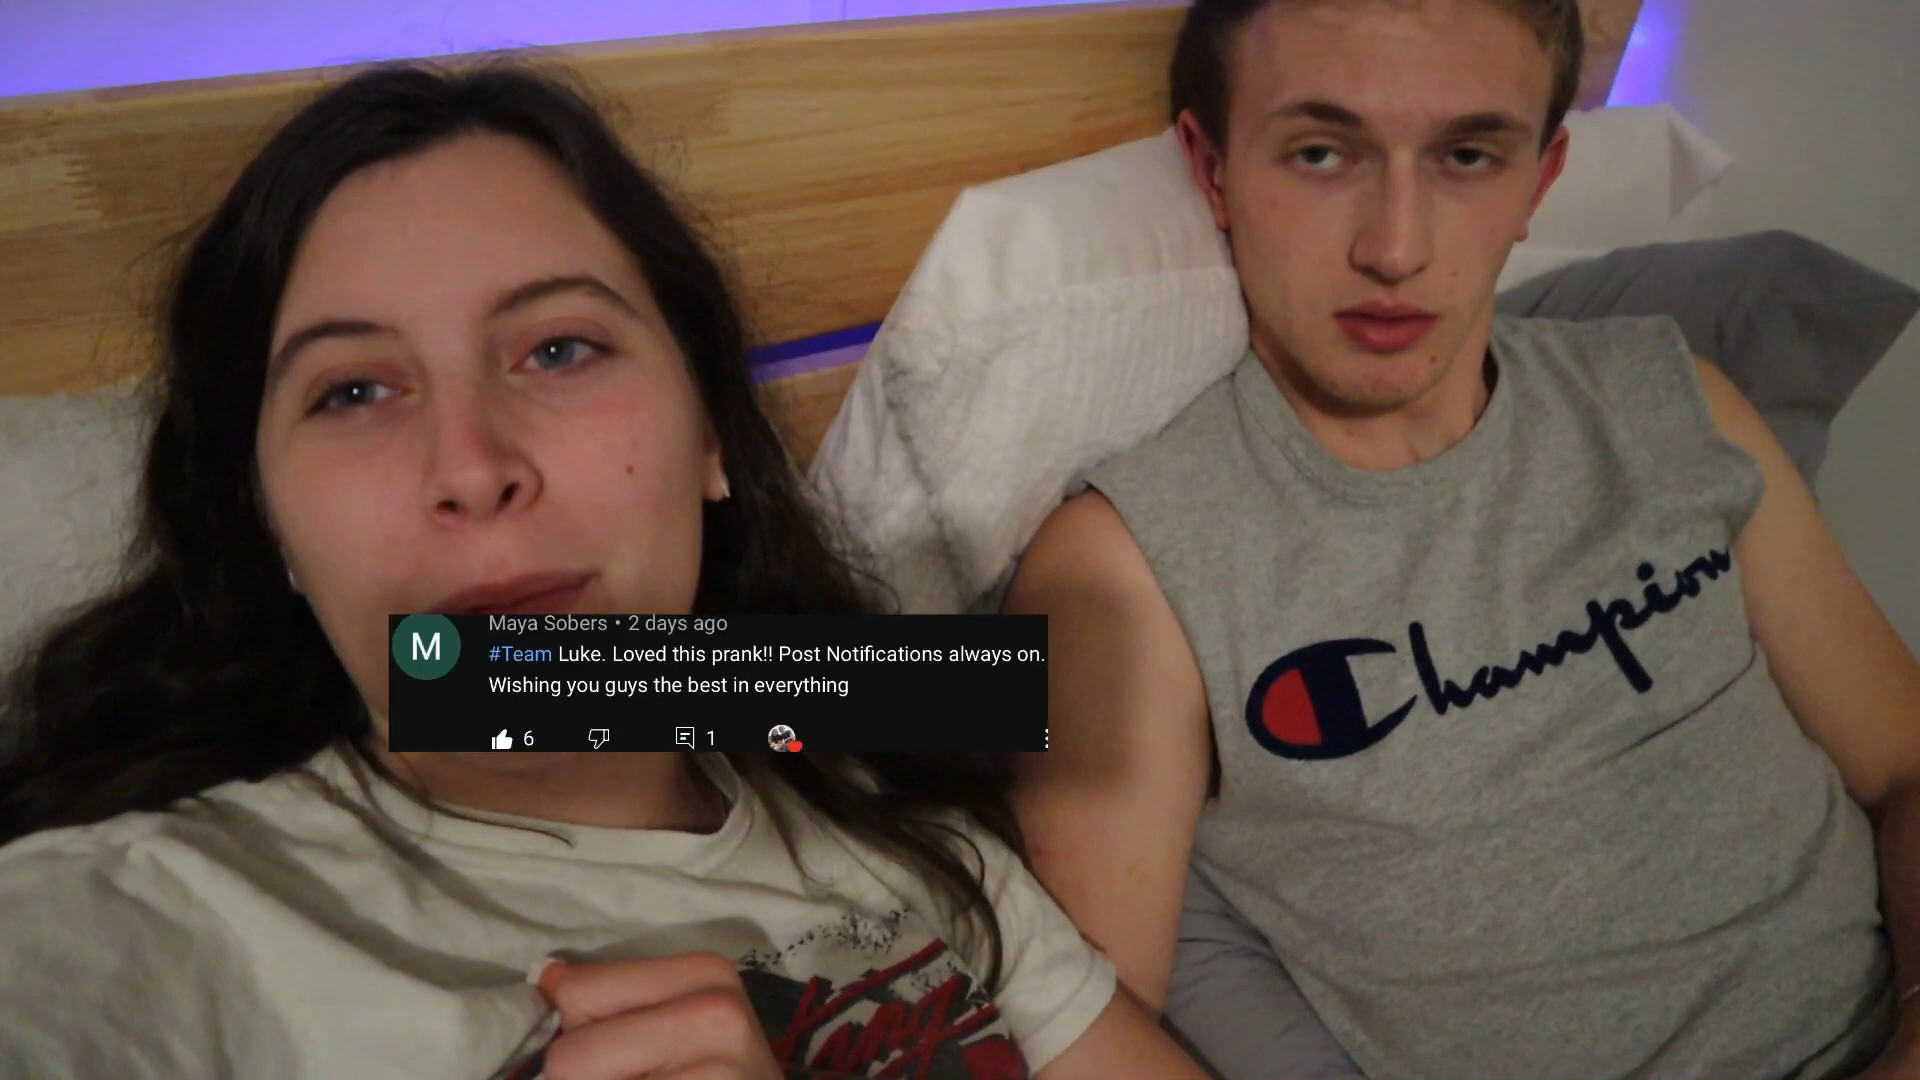 Maya Sobers • 2 days ago
#Team Luke. Loved this prank!! Post Notifications always on.
Wishing you guys the best in everything
6
1
M
Champion
King